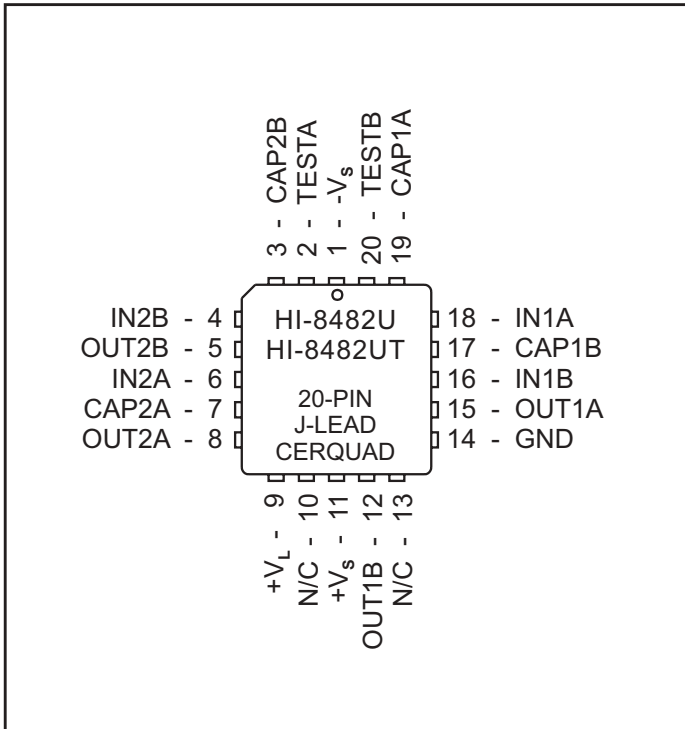 3 - CAP2B
2 - TESTA
1 - -VS
20 - TESTB
19 - CAP1A
IN2B - 4
OUT2B - 5
IN2A - 6
CAP2A - 7
OUT2A - 8
HI-8482U
HI-8482UT
20-PIN
J-LEAD
CERQUAD
18 - IN1A
17 - CAP1B
16 - IN1B
15 - OUT1A
14 - GND
+VL - 9
N/C - 10
+VS - 11
OUT1B - 12
N/C - 13